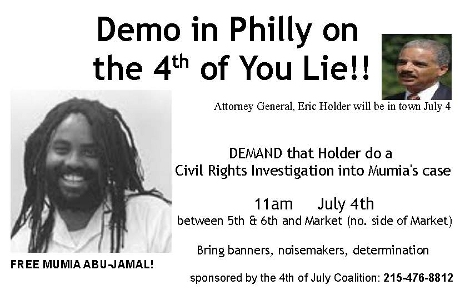 Demo in Philly on
the 4th of You Lie!!
Attorney General, Eric Holder will be in town July 4
DEMAND that Holder do a
Civil Rights Investigation into Mumia's case
11am July 4th
between 5th & 6th and Market (no. side of Market)
Bring banners, noisemakers, determination
FREE MUMIA ABU-JAMAL!
sponsored by the 4th of July Coalition: 215-476-8812